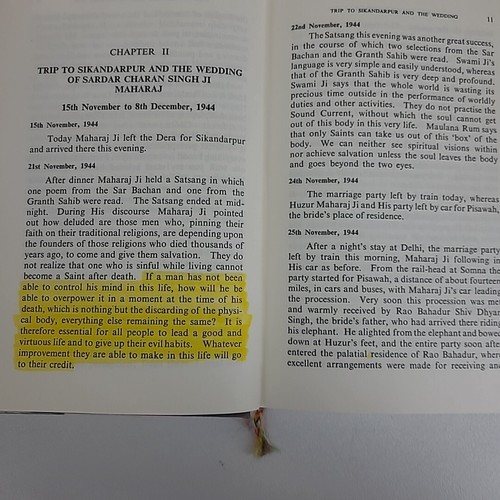 CHAPTER II
TRIP TO SIKANDARPUR AND THE WEDDING
OF SARDAR CHARAN SINGH JI
MAHARAJ
15th November to 8th December, 1944
15th November, 1944
Today Maharaj Ji left the Dera for Sikandarpur
and arrived there this evening.
21st November, 1944
After dinner Maharaj Ji held a Satsang in which
one poem from the Sar Bachan and one from the
Granth Sahib were read. The Satsang ended at mid-
night. During His discourse Maharaj Ji pointed
out how deluded are those men who, pinning their
faith on their traditional religions, are depending upon
the founders of those religions who died thousands of
years ago, to come and give them salvation. They do
not realize that one who is sinful while living cannot
become a Saint after death. If a man has not been
able to control his mind in this life, how will he be
able to overpower it in a moment at the time of his
death, which is nothing but the discarding of the physi-
cal body, everything else remaining the same? It is
therefore essential for all people to lead a good and
virtuous life and to give up their evil habits. Whatever
improvement they are able to make in this life will go
to their credit.
TRIP TO SIKANDARPUR AND THE WEDDING 11
22nd November, 1944
The Satsang this evening was another great success,
in the course of which two selections from the Sar
Bachan and the Granth Sahib were read. Swami Ji's
language is very simple and easily understood, whereas
that of the Granth Sahib is very deep and profound.
Swami Ji says that the whole world is wasting its
precious time outside in the performance of worldly
duties and other activities. They do not practise the
Sound Current, without which the soul cannot get
out of this body in this very life. Maulana Rum says
that only Saints can take us out of this 'box' of the
body. We can neither see spiritual visions within
nor achieve salvation unless the soul leaves the body
and goes beyond the two eyes.
24th November, 1944
The marriage party left by train today, whereas
Huzur Maharaj Ji and His party left by car for Pisawah,
the bride's place of residence.
25th November, 1944
After a night's stay at Delhi, the marriage party
left by train this morning, Maharaj Ji following in
His car as before. From the rail-head at Somna the
party started for Pisawah, a distance of about fourteen
miles, in cars and buses, with Maharaj Ji's car leading
the procession. Very soon this procession was met
and warmly received by Rao Bahadur Shiv Dhyan
Singh, the bride's father, who had arrived there riding
his elephant. He alighted from the elephant and bowed
down at Huzur's feet, and the entire party soon after
entered the palatial residence of Rao Bahadur, where
excellent arrangements were made for receiving and